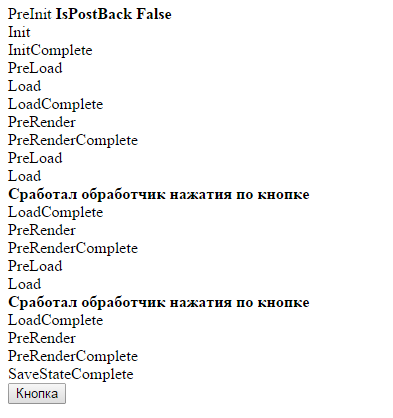 PreInit IsPostBack False
Init
InitComplete
PreLoad
Load
LoadComplete
PreRender
PreRenderComplete
PreLoad
Load
Сработал обработчик нажатия по кнопке
LoadComplete
PreRender
PreRenderComplete
PreLoad
Load
Сработал обработчик нажатия по кнопке
LoadComplete
PreRender
PreRenderComplete
SaveStateComplete
Кнопка